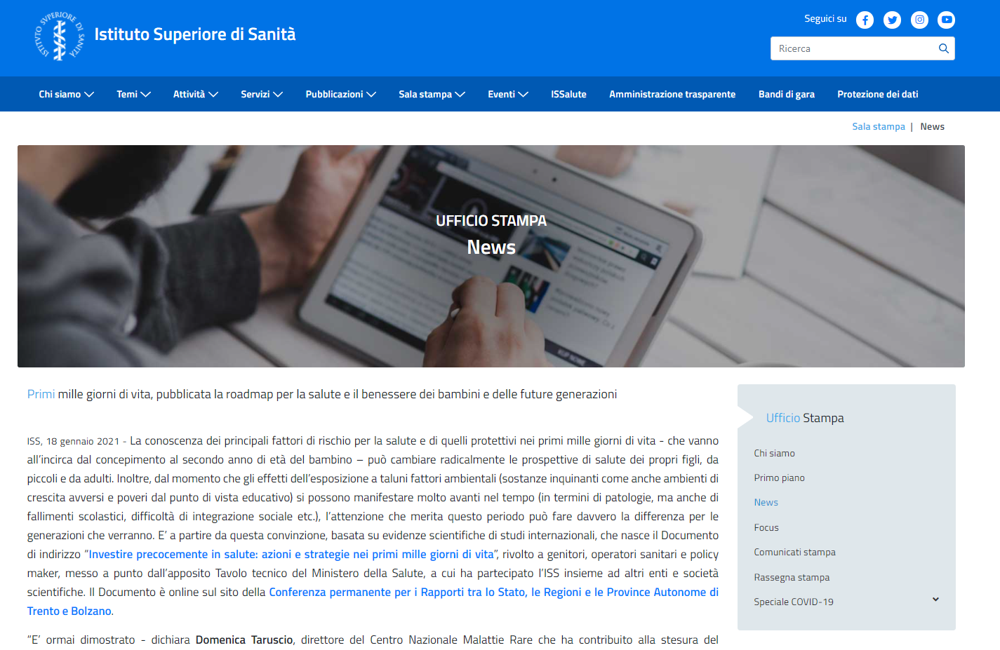 ISTITUTO SUPERIORE DI SANITÀ
Istituto Superiore di Sanità
Seguici su
Ricerca
Chi siamo Temi Attività Servizi Pubblicazioni Sala stampa Eventi ISSalute Amministrazione trasparente Bandi di gara Protezione dei dati
Sala stampa | News
UFFICIO STAMPA
News
Primi mille giorni di vita, pubblicata la roadmap per la salute e il benessere dei bambini e delle future generazioni
ISS, 18 gennaio 2021 - La conoscenza dei principali fattori di rischio per la salute e di quelli protettivi nei primi mille giorni di vita - che vanno
all’incirca dal concepimento al secondo anno di età del bambino – può cambiare radicalmente le prospettive di salute dei propri figli, da
piccoli e da adulti. Inoltre, dal momento che gli effetti dell’esposizione a taluni fattori ambientali (sostanze inquinanti come anche ambienti di
crescita avversi e poveri dal punto di vista educativo) si possono manifestare molto avanti nel tempo (in termini di patologie, ma anche di
fallimenti scolastici, difficoltà di integrazione sociale etc.), l’attenzione che merita questo periodo può fare davvero la differenza per le
generazioni che verranno. E’ a partire da questa convinzione, basata su evidenze scientifiche di studi internazionali, che nasce il Documento
di indirizzo “Investire precocemente in salute: azioni e strategie nei primi mille giorni di vita”, rivolto a genitori, operatori sanitari e policy
maker, messo a punto dall’apposito Tavolo tecnico del Ministero della Salute, a cui ha partecipato l’ISS insieme ad altri enti e società
scientifiche. Il Documento è online sul sito della Conferenza permanente per i Rapporti tra lo Stato, le Regioni e le Province Autonome di
Trento e Bolzano.
“E’ ormai dimostrato - dichiara Domenica Taruscio, direttore del Centro Nazionale Malattie Rare che ha contribuito alla stesura del
Ufficio Stampa
Chi siamo
Primo piano
News
Focus
Comunicati stampa
Rassegna stampa
Speciale COVID-19